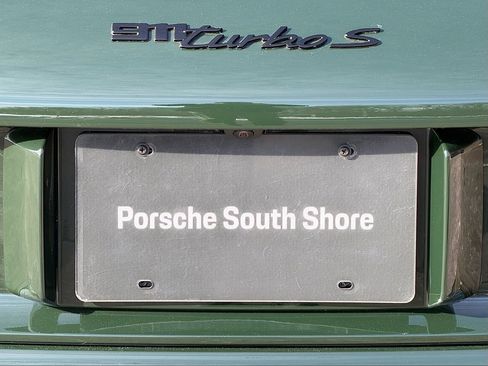 911 turbo S
Porsche South Shore